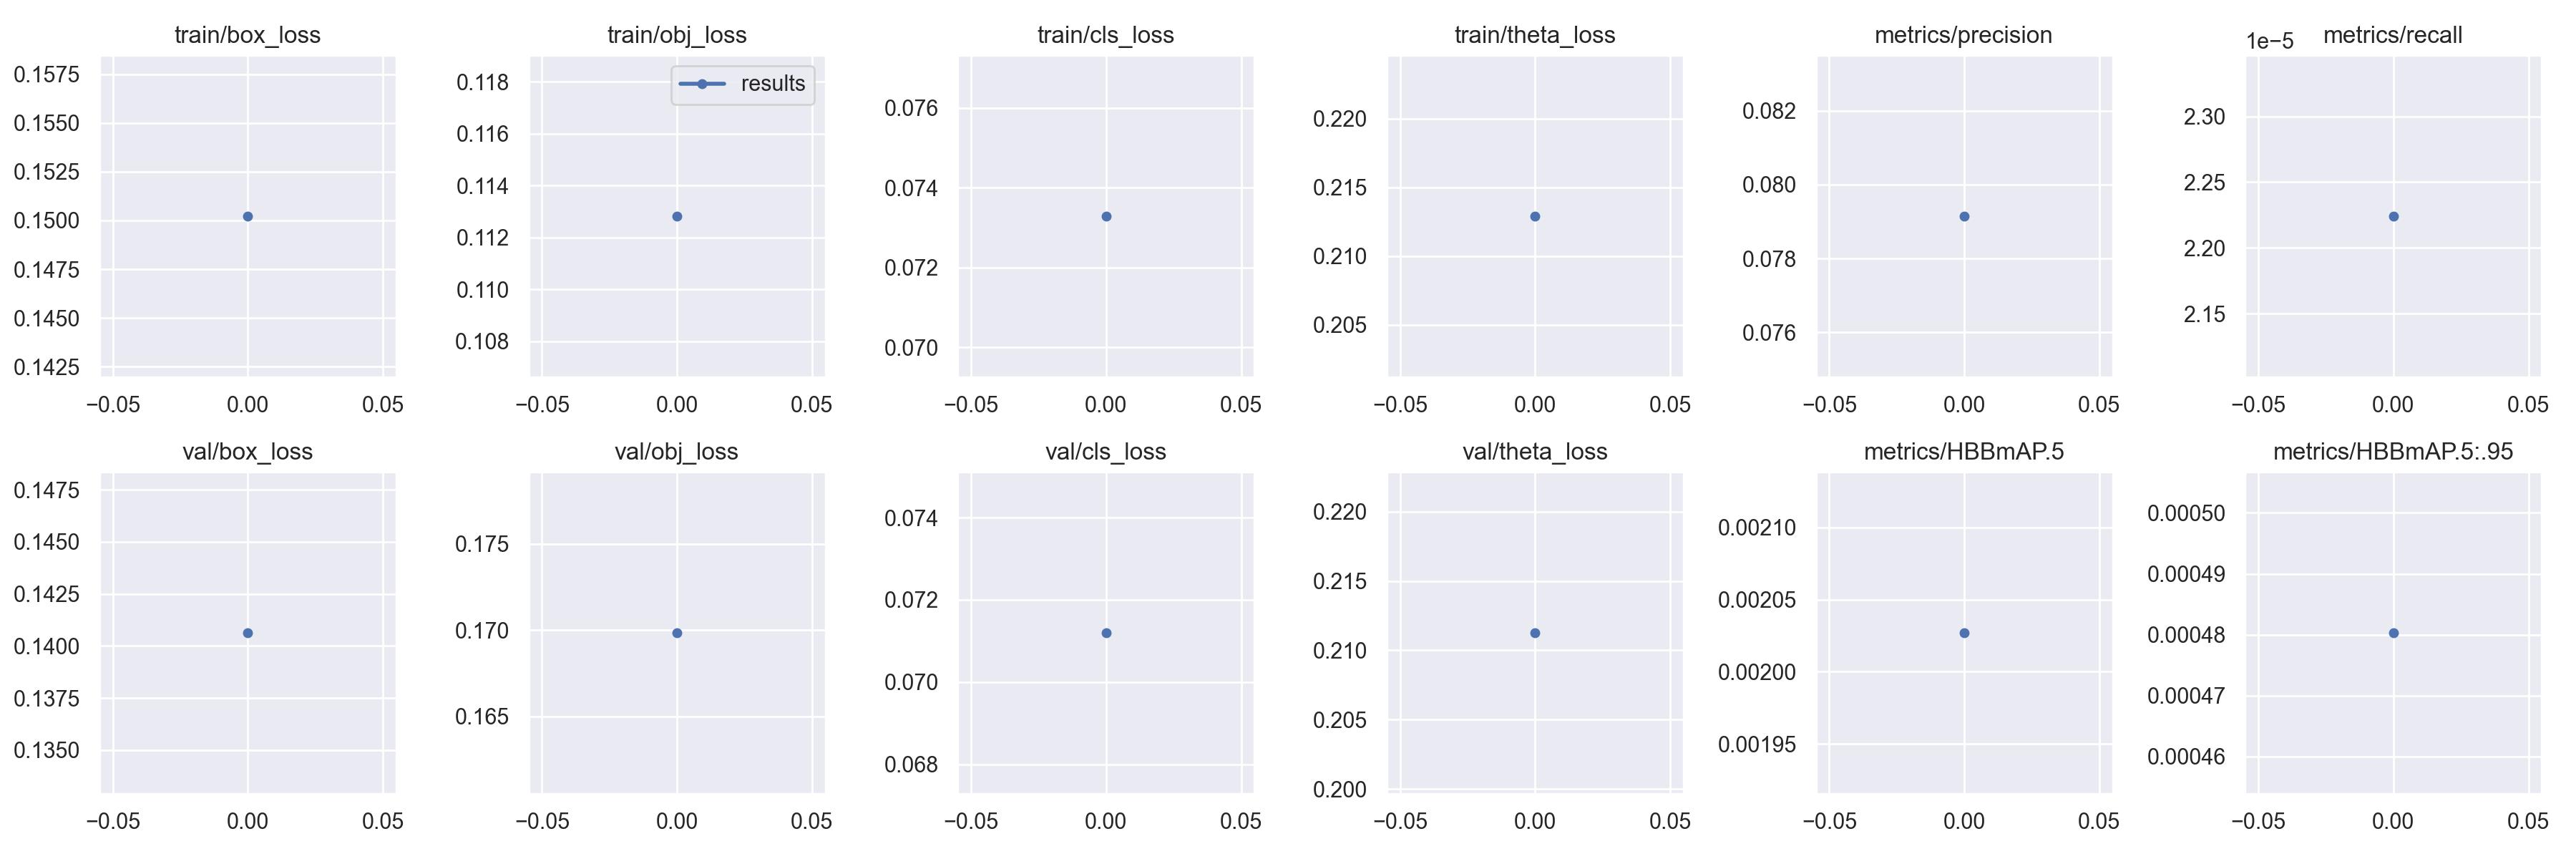 train/box_loss
0.1575
0.1550
0.1525
0.1500
0.1475
0.1450
0.1425
−0.05 0.00 0.05
train/obj_loss
results
0.118
0.116
0.114
0.112
0.110
0.108
−0.05 0.00 0.05
train/cls_loss
0.076
0.074
0.072
0.070
−0.05 0.00 0.05
train/theta_loss
0.220
0.215
0.210
0.205
−0.05 0.00 0.05
metrics/precision
0.082
0.080
0.078
0.076
−0.05 0.00 0.05
1e−5 metrics/recall
2.30
2.25
2.20
2.15
−0.05 0.00 0.05
val/box_loss
0.1475
0.1450
0.1425
0.1400
0.1375
0.1350
−0.05 0.00 0.05
val/obj_loss
0.175
0.170
0.165
−0.05 0.00 0.05
val/cls_loss
0.074
0.072
0.070
0.068
−0.05 0.00 0.05
val/theta_loss
0.220
0.215
0.210
0.205
0.200
−0.05 0.00 0.05
metrics/HBBmAP.5
0.00210
0.00205
0.00200
0.00195
−0.05 0.00 0.05
metrics/HBBmAP.5:.95
0.00050
0.00049
0.00048
0.00047
0.00046
−0.05 0.00 0.05